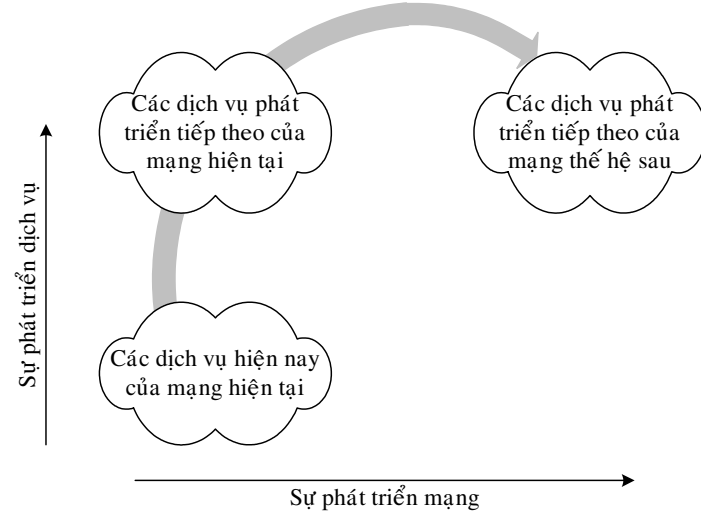 Các dịch vụ phát
triển tiếp theo của
mạng hiện tại
Các dịch vụ phát
triển tiếp theo của
mạng thế hệ sau
Sự phát triển dịch vụ
Các dịch vụ hiện nay
của mạng hiện tại
Sự phát triển mạng